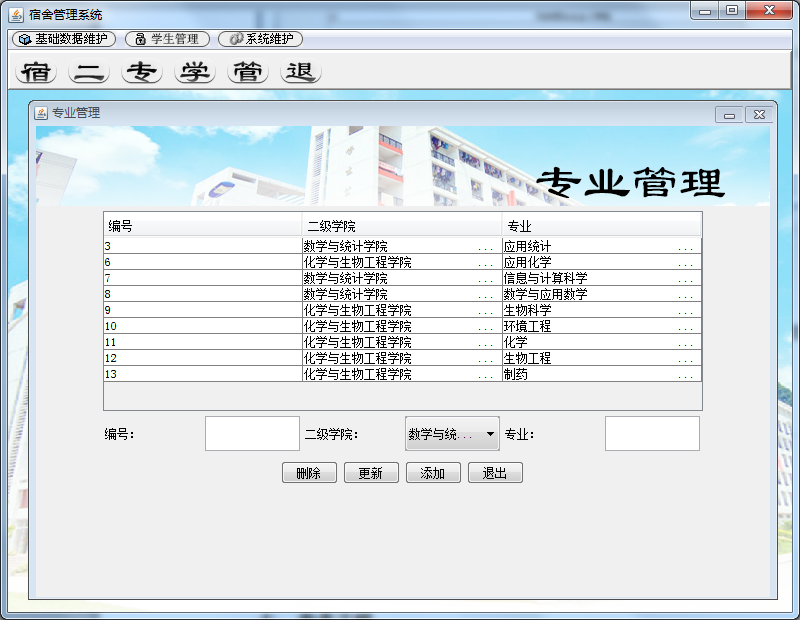 宿舍管理系统
基础数据维护 学生管理 系统维护
宿 二 专 学 管 退
专业管理
专业管理
编号 二级学院 专业
3 数学与统计学院 ... 应用统计 ...
6 化学与生物工程学院 ... 应用化学 ...
7 数学与统计学院 ... 信息与计算科学 ...
8 数学与统计学院 ... 数学与应用数学 ...
9 化学与生物工程学院 ... 生物科学 ...
10 化学与生物工程学院 ... 环境工程 ...
11 化学与生物工程学院 ... 化学 ...
12 化学与生物工程学院 ... 生物工程 ...
13 化学与生物工程学院 ... 制药 ...
编号: 二级学院: 数学与统... 专业:
删除 更新 添加 退出